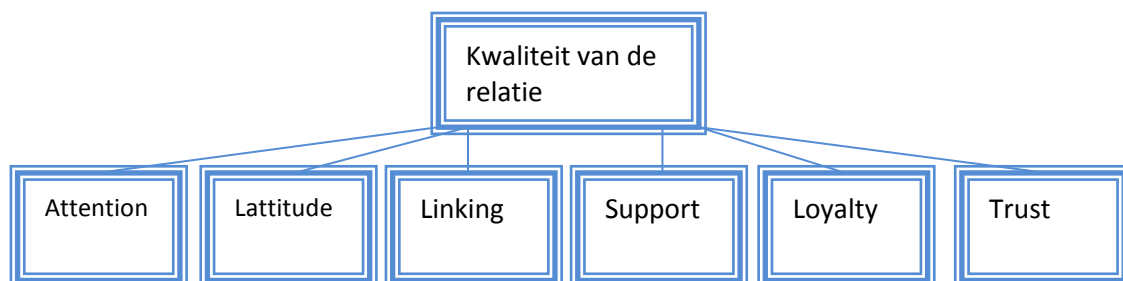 Kwaliteit van de
relatie
Attention
Lattitude
Linking
Support
Loyalty
Trust